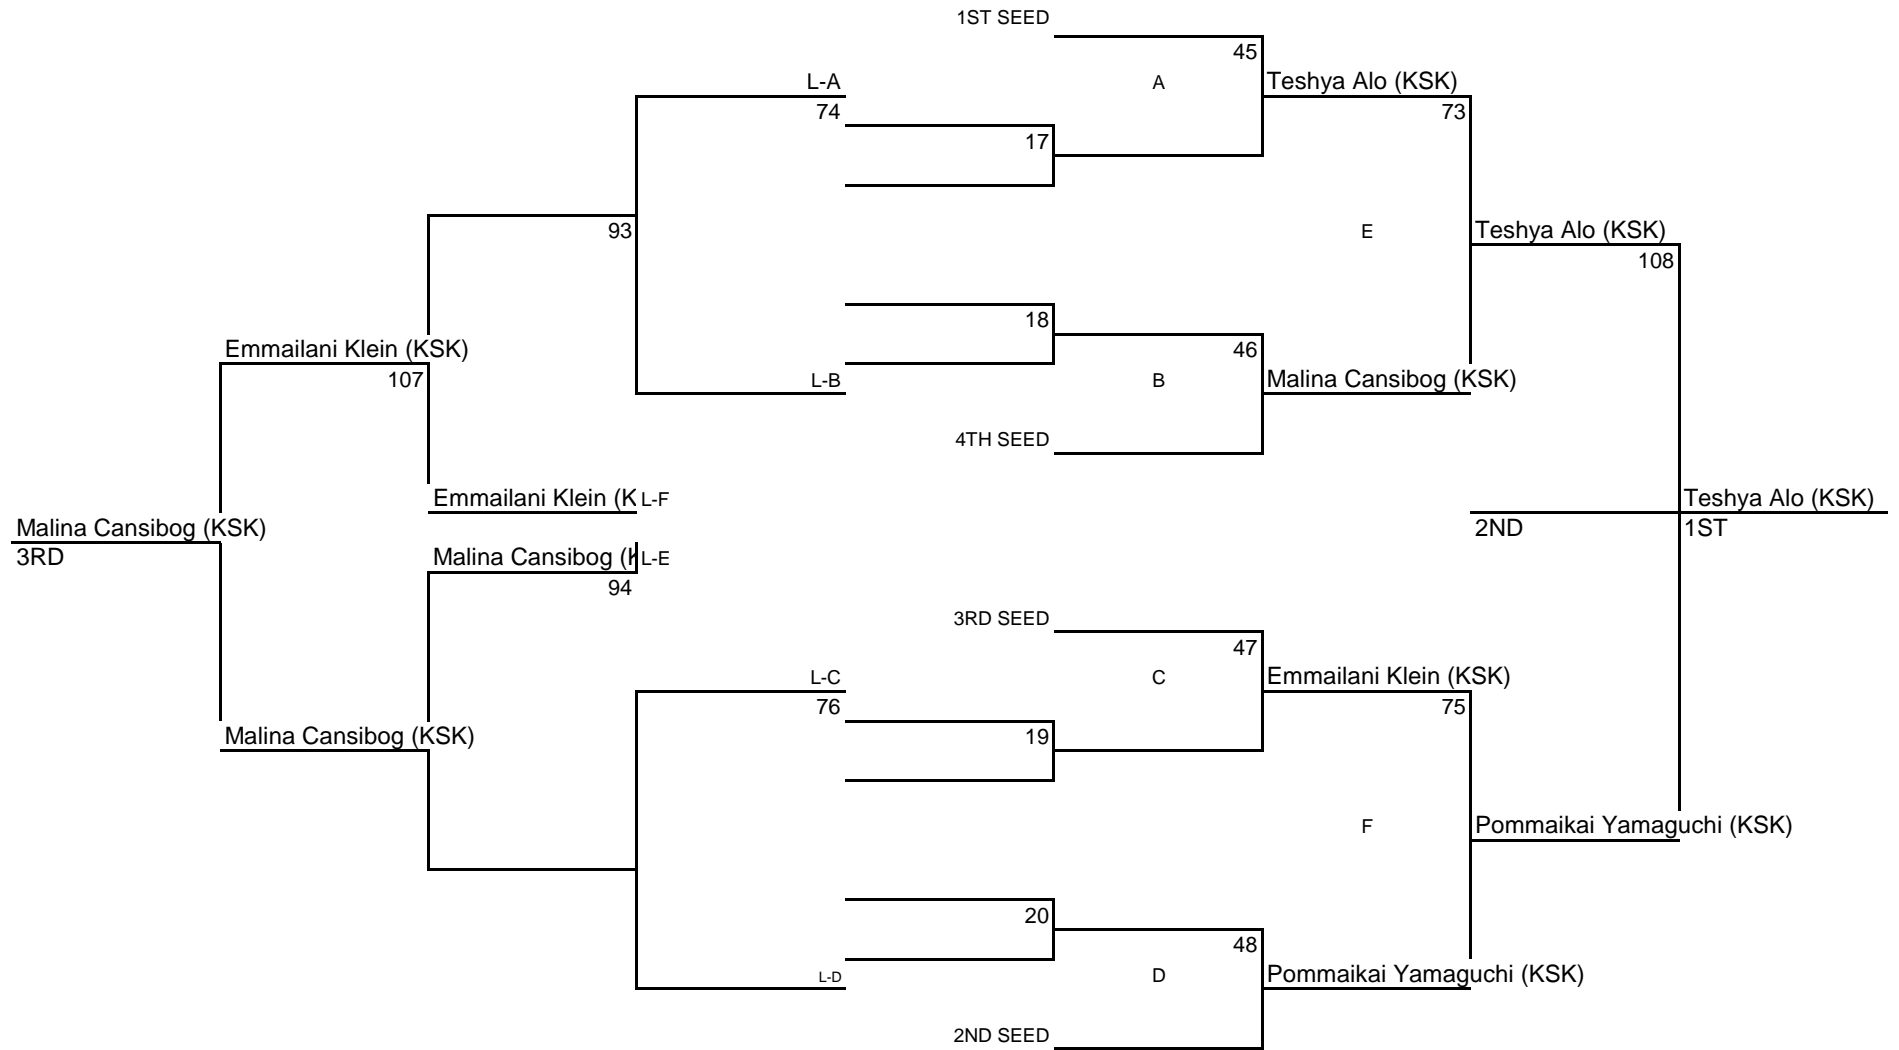 1ST SEED
45
L-A
A
Teshya Alo (KSK)
74
73
17
93
E
Teshya Alo (KSK)
108
18
46
Emmailani Klein (KSK)
107
L-B
B
Malina Cansibog (KSK)
4TH SEED
Emmailani Klein (K L-F
Teshya Alo (KSK)
Malina Cansibog (KSK)
2ND
1ST
3RD
Malina Cansibog (K L-E
94
3RD SEED
47
L-C
C
Emmailani Klein (KSK)
76
75
Malina Cansibog (KSK)
19
F
Pommaikai Yamaguchi (KSK)
20
48
L-D
D
Pommaikai Yamaguchi (KSK)
2ND SEED